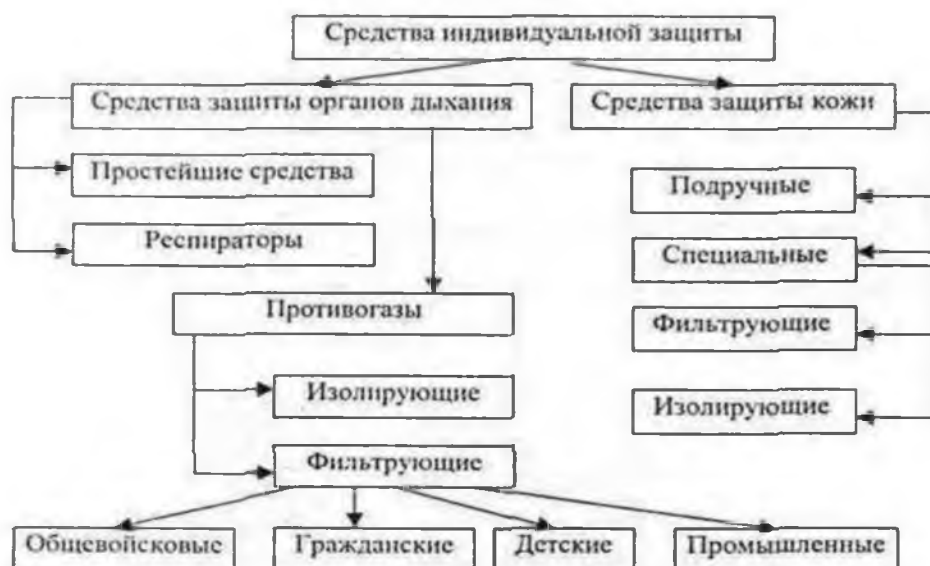 Средства индивидуальной защиты
Средства защиты органов дыхания
Средства защиты кожи
Простейшие средства
Подручные
Респираторы
Специальные
Противогазы
Фильтрующие
Изолирующие
Изолирующие
Фильтрующие
Общевойсковые
Гражданские
Детские
Промышленные